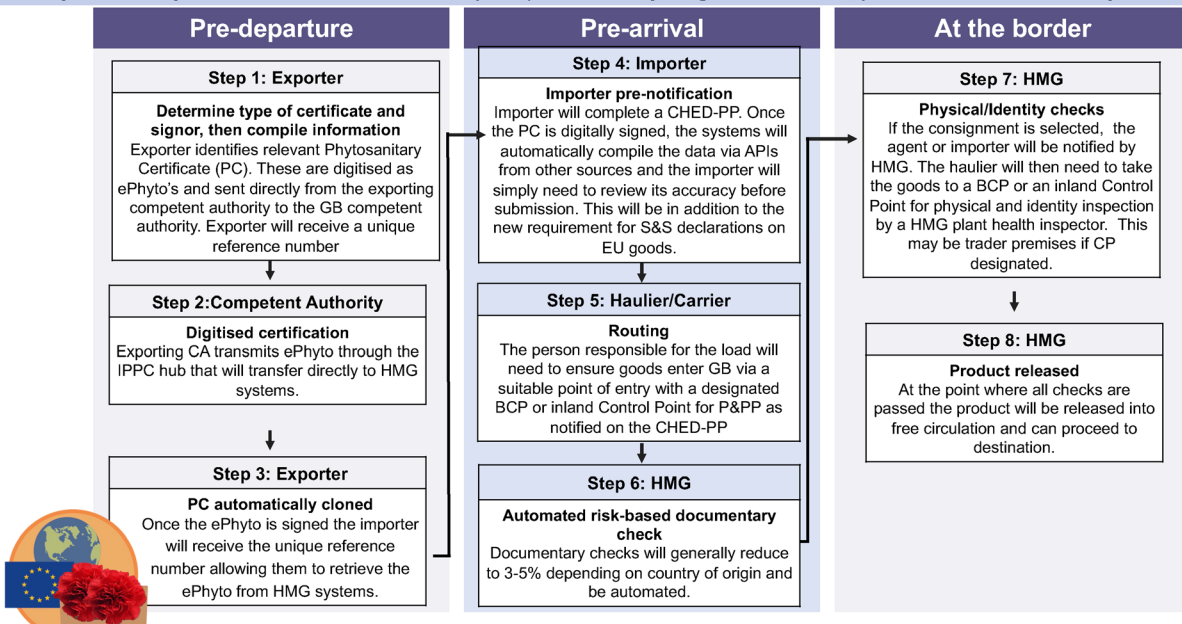 Pre-departure
Step 1: Exporter
Determine type of certificate and
signor, then compile information
Exporter identifies relevant Phytosanitary
Certificate (PC). These are digitised as
ePhyto's and sent directly from the exporting
competent authority to the GB competent
authority. Exporter will receive a unique
reference number
Step 2:Competent Authority
Digitised certification
Exporting CA transmits ePhyto through the
IPPC hub that will transfer directly to HMG
systems.
Step 3: Exporter
PC automatically cloned
Once the ePhyto is signed the importer
will receive the unique reference
number allowing them to retrieve the
ePhyto from HMG systems.
Pre-arrival
Step 4: Importer
Importer pre-notification
Importer will complete a CHED-PP. Once
the PC is digitally signed, the systems will
automatically compile the data via APIs
from other sources and the importer will
simply need to review its accuracy before
submission. This will be in addition to the
new requirement for S&S declarations on
EU goods.
Step 5: Haulier/Carrier
Routing
The person responsible for the load will
need to ensure goods enter GB via a
suitable point of entry with a designated
BCP or inland Control Point for P&PP as
notified on the CHED-PP
Step 6: HMG
Automated risk-based documentary
check
Documentary checks will generally reduce
to 3-5% depending on country of origin and
be automated.
At the border
Step 7: HMG
Physical/Identity checks
If the consignment is selected, the
agent or importer will be notified by
HMG. The haulier will then need to take
the goods to a BCP or an inland Control
Point for physical and identity inspection
by a HMG plant health inspector. This
may be trader premises if CP
designated.
Step 8: HMG
Product released
At the point where all checks are
passed the product will be released into
free circulation and can proceed to
destination.